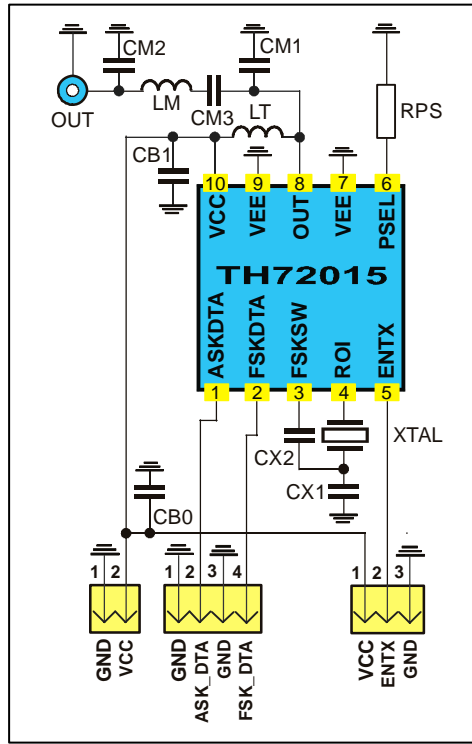 CM2
CM1
OUT
LM
CM3
LT
RPS
CB1
10 9 8 7 6
VCC VEE OUT VEE PSEL
TH72015
ASKDTA FSKDTA FSKSW ROI ENTX
1 2 3 4 5
XTAL
CX2
CX1
CB0
1 2 1 2 3 4 1 2 3
GND VCC GND ASK_DTA GND FSK_DTA VCC ENTX GND